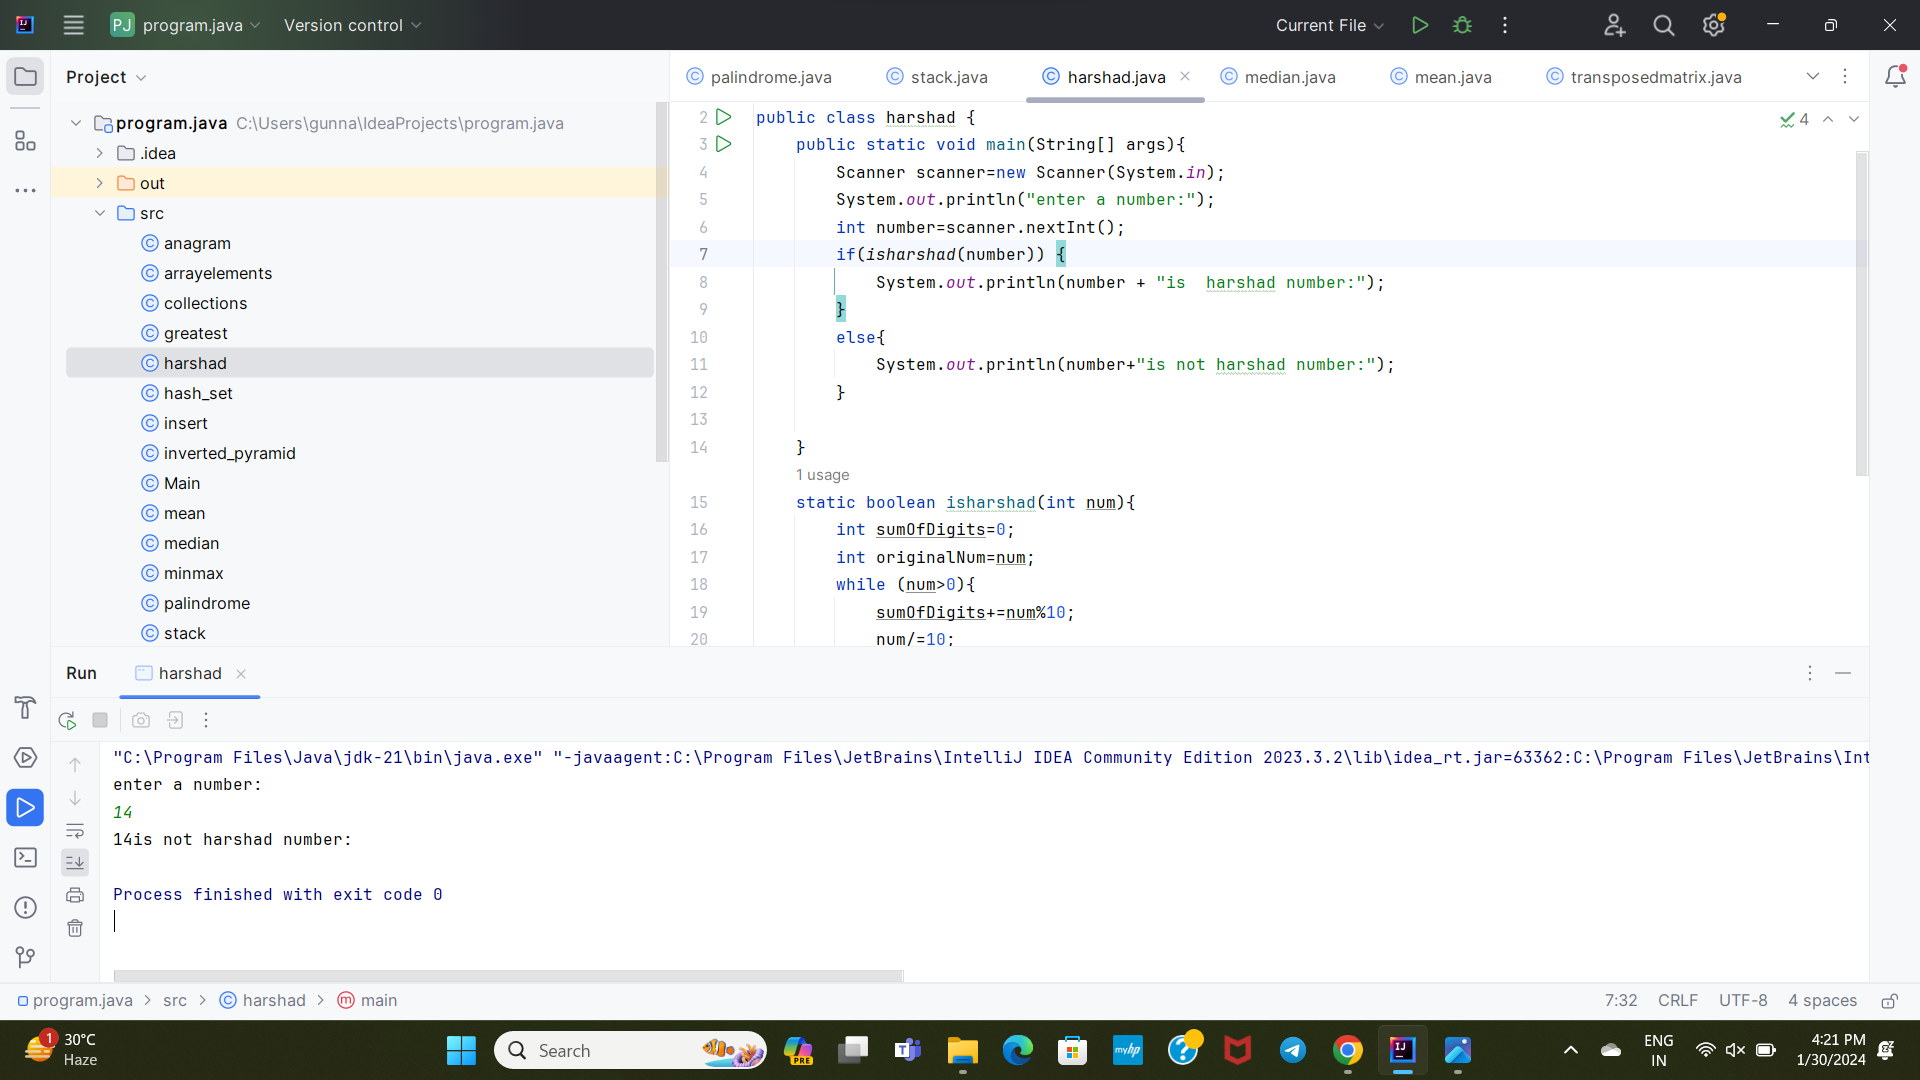 PJ program.java Version control Current File
Project
palindrome.java stack.java harshad.java median.java mean.java transposedmatrix.java
program.java C:\Users\gunna\IdeaProjects\program.java
.idea
out
src
anagram
arrayelements
collections
greatest
harshad
hash_set
insert
inverted_pyramid
Main
mean
median
minmax
palindrome
stack
4
2 public class harshad {
3 public static void main(String[] args){
4 Scanner scanner=new Scanner(System.in);
5 System.out.println("enter a number:");
6 int number=scanner.nextInt();
7 if(isharshad(number)) {
8 System.out.println(number + "is  harshad number:");
9 }
10 else{
11 System.out.println(number+"is not harshad number:");
12 }
13
14 }
1 usage
15 static boolean isharshad(int num){
16 int sumOfDigits=0;
17 int originalNum=num;
18 while (num>0){
19 sumOfDigits+=num%10;
20 num/=10;
Run harshad
"C:\Program Files\Java\jdk-21\bin\java.exe" "-javaagent:C:\Program Files\JetBrains\IntelliJ IDEA Community Edition 2023.3.2\lib\idea_rt.jar=63362:C:\Program Files\JetBrains\Int
enter a number:
14
14is not harshad number:
Process finished with exit code 0
program.java > src > harshad > main 7:32 CRLF UTF-8 4 spaces
1 30°C
Haze
Search
PRE
myhp
ENG
IN
4:21 PM
1/30/2024